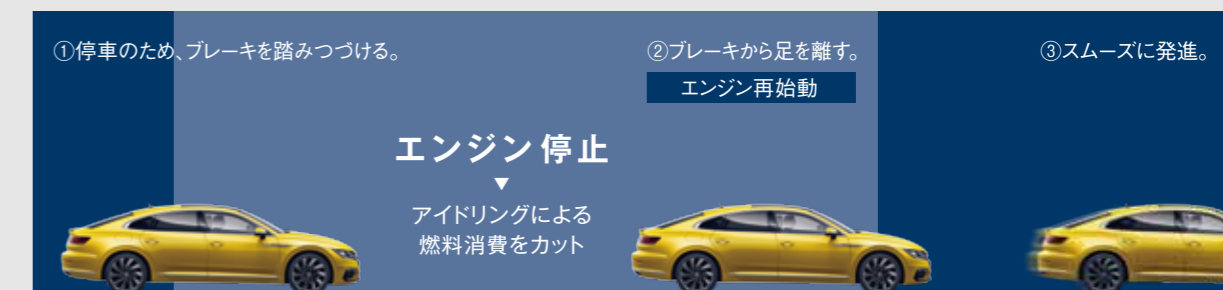 ①停車のため、ブレーキを踏みつづける。
エンジン停止
▼
アイドリングによる
燃料消費をカット
②ブレーキから足を離す。
エンジン再始動
③スムーズに発進。